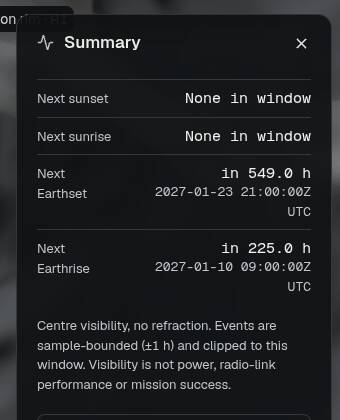 Summary
Next sunset None in window
Next sunrise None in window
Next Earthset in 549.0 h
2027-01-23 21:00:00Z
UTC
Next Earthrise in 225.0 h
2027-01-10 09:00:00Z
UTC
Centre visibility, no refraction. Events are
sample-bounded (±1 h) and clipped to this
window. Visibility is not power, radio-link
performance or mission success.